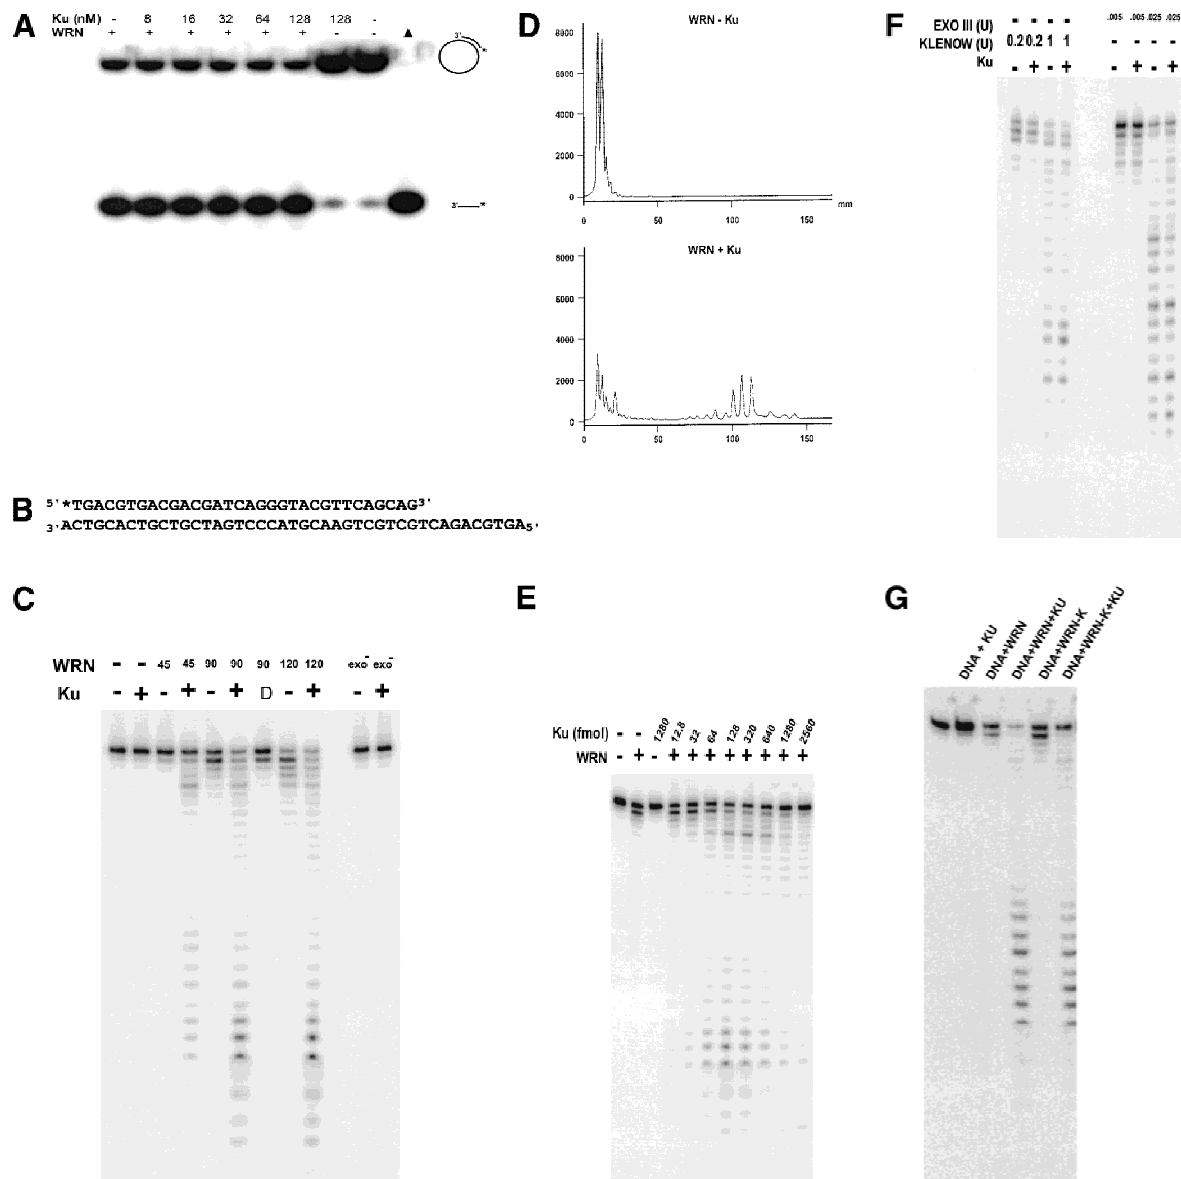 A
Ku (nM) - 8 16 32 64 128 128 -
WRN + + + + + + - - ▲
3' *
3' *
B
5' *TGACGTGACGACGATCAGGGTACGTTCAGCAG3'
3'ACTGCACTGCTGCTAGTCCCATGCAAGTCGTCGTCAGACGTGA5'
C
WRN - - 45 45 90 90 90 120 120 exo- exo-
Ku - + - + - + D - + - +
D
WRN - Ku
8000
6000
4000
2000
0
0 50 100 150 mm
WRN + Ku
8000
6000
4000
2000
0
0 50 100 150
E
Ku (fmol) - - 1280 12.8 32 64 128 320 640 1280 2560
WRN - + - + + + + + + + +
F
EXO III (U) - - - - .005 .005 .025 .025
KLENOW (U) 0.2 0.2 1 1 - - - -
Ku - + - + - + - +
G
DNA + KU
DNA+WRN
DNA+WRN+KU
DNA+WRN-K
DNA+WRN-K+KU